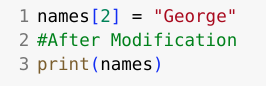 1 names[2] = "George"
2 #After Modification
3 print(names)